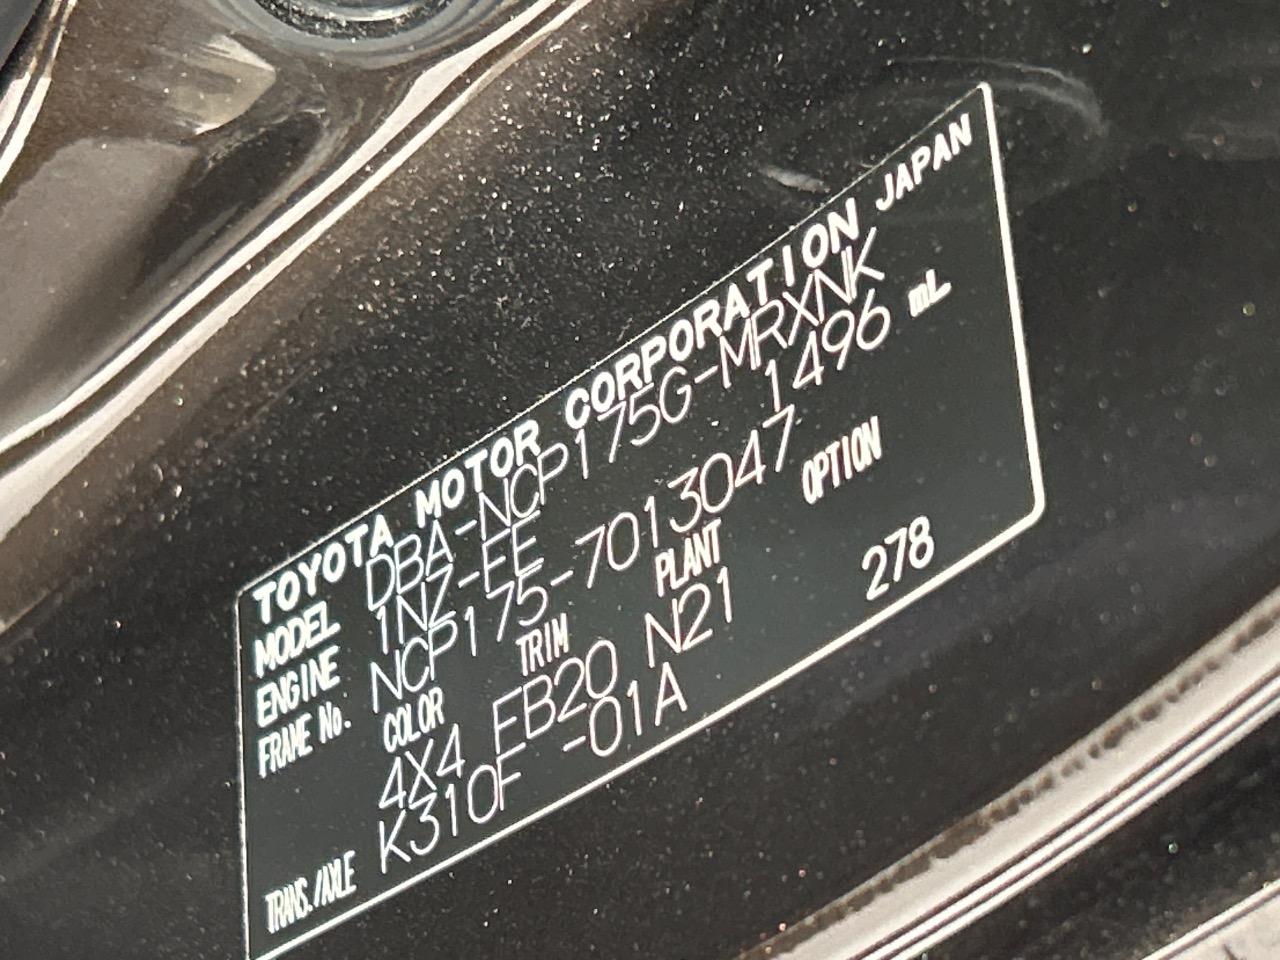 TOYOTA MOTOR CORPORATION JAPAN
MODEL DBA-NCP175G-MRXNK
ENGINE 1NZ-FE 1496 mL
FRAME No. NCP175-7013047
COLOR TRIM PLANT OPTION
4X4 FB20 N21 278
TRANS./AXLE K310F -01A